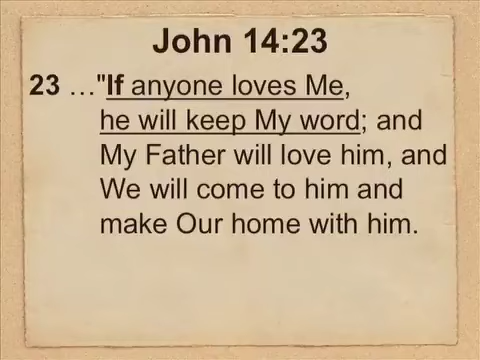 John 14:23
23 …"If anyone loves Me,
he will keep My word; and
My Father will love him, and
We will come to him and
make Our home with him.